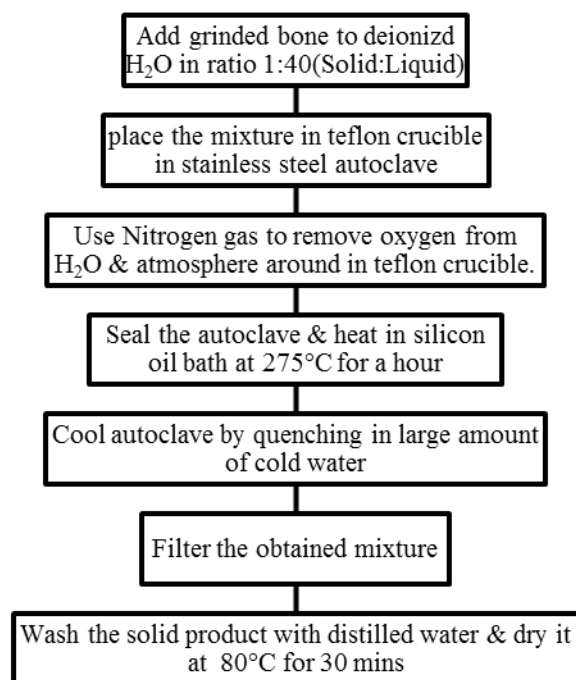 Add grinded bone to deionizd
H₂O in ratio 1:40(Solid:Liquid)
place the mixture in teflon crucible
in stainless steel autoclave
Use Nitrogen gas to remove oxygen from
H₂O & atmosphere around in teflon crucible.
Seal the autoclave & heat in silicon
oil bath at 275°C for a hour
Cool autoclave by quenching in large amount
of cold water
Filter the obtained mixture
Wash the solid product with distilled water & dry it
at 80°C for 30 mins